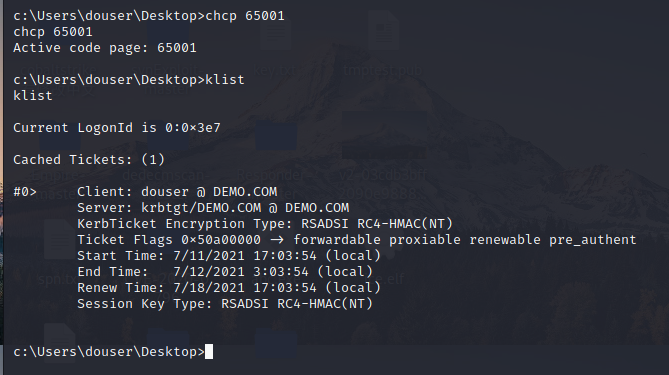 c:\Users\douser\Desktop>chcp 65001
chcp 65001
Active code page: 65001
c:\Users\douser\Desktop>klist
klist
Current LogonId is 0:0×3e7
Cached Tickets: (1)
#0> Client: douser @ DEMO.COM
Server: krbtgt/DEMO.COM @ DEMO.COM
KerbTicket Encryption Type: RSADSI RC4-HMAC(NT)
Ticket Flags 0×50a00000 → forwardable proxiable renewable pre_authent
Start Time: 7/11/2021 17:03:54 (local)
End Time: 7/12/2021 3:03:54 (local)
Renew Time: 7/18/2021 17:03:54 (local)
Session Key Type: RSADSI RC4-HMAC(NT)
c:\Users\douser\Desktop>